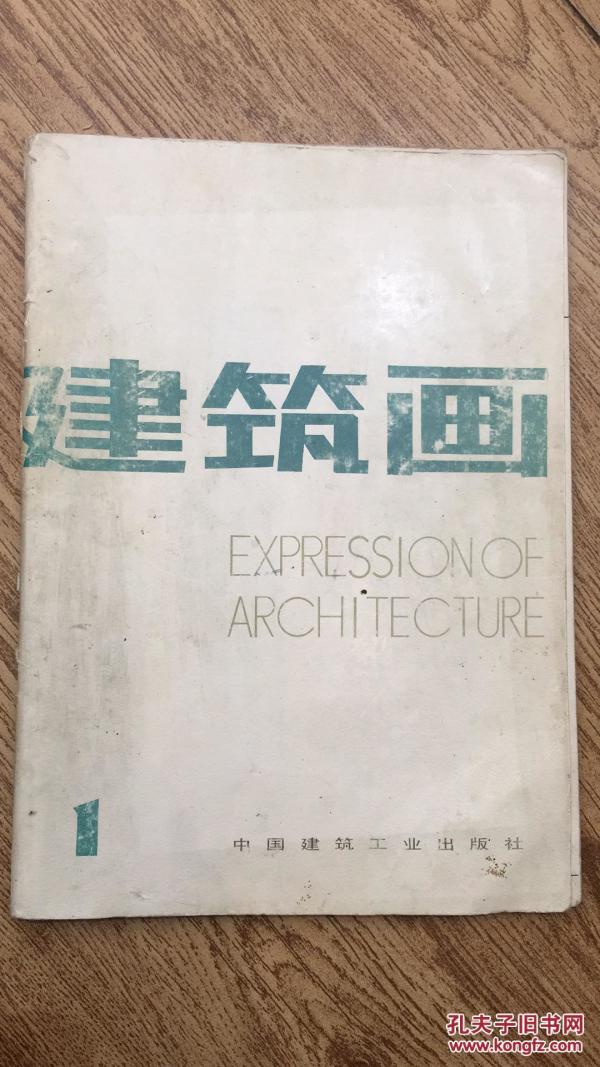 建筑画
EXPRESSION OF
ARCHITECTURE
1
中国建筑工业出版社
孔夫子旧书网
www.kongfz.com